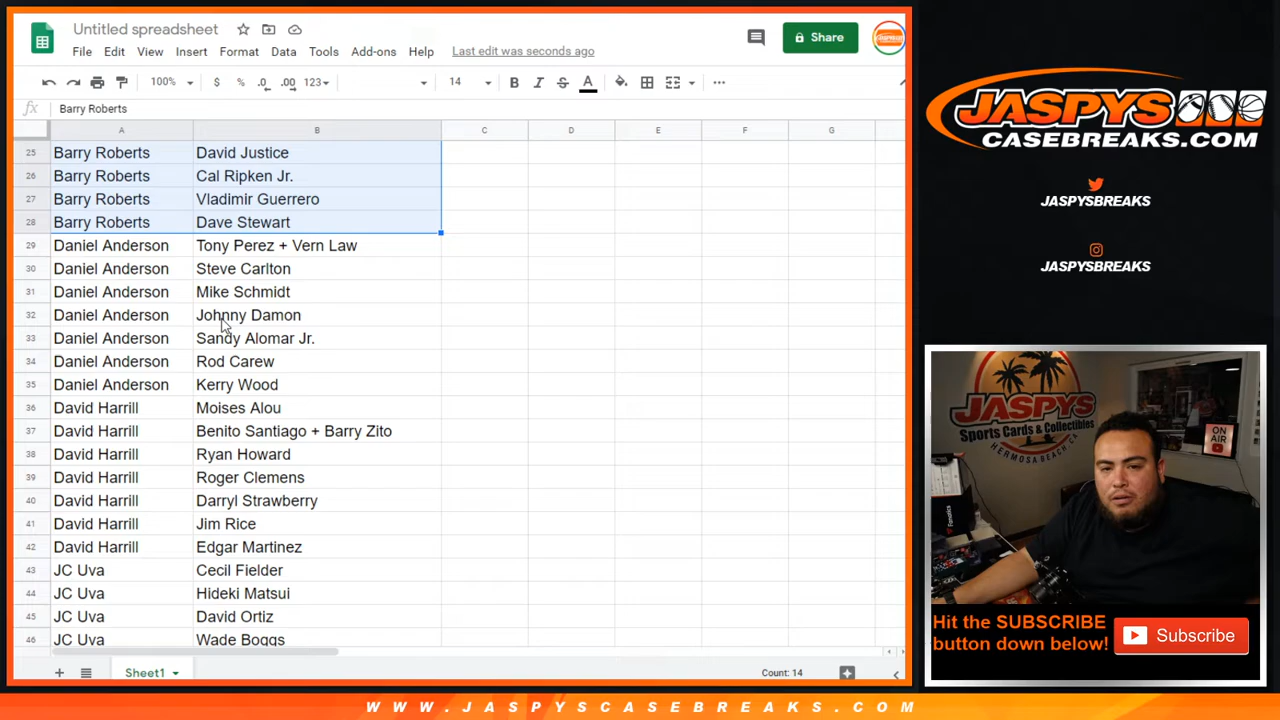 Untitled spreadsheet
File Edit View Insert Format Data Tools Add-ons Help Last edit was seconds ago
Share
100% $ % .0 .00 123 14 B I S A
fx Barry Roberts
A B C D E F G
25 Barry Roberts David Justice
26 Barry Roberts Cal Ripken Jr.
27 Barry Roberts Vladimir Guerrero
28 Barry Roberts Dave Stewart
29 Daniel Anderson Tony Perez + Vern Law
30 Daniel Anderson Steve Carlton
31 Daniel Anderson Mike Schmidt
32 Daniel Anderson Johnny Damon
33 Daniel Anderson Sandy Alomar Jr.
34 Daniel Anderson Rod Carew
35 Daniel Anderson Kerry Wood
36 David Harrill Moises Alou
37 David Harrill Benito Santiago + Barry Zito
38 David Harrill Ryan Howard
39 David Harrill Roger Clemens
40 David Harrill Darryl Strawberry
41 David Harrill Jim Rice
42 David Harrill Edgar Martinez
43 JC Uva Cecil Fielder
44 JC Uva Hideki Matsui
45 JC Uva David Ortiz
46 JC Uva Wade Boggs
Sheet1 Count: 14
JASPYS
CASEBREAKS.COM
JASPYSBREAKS
JASPYSBREAKS
JASPYS
Sports Cards & Collectibles
HERMOSA BEACH CA
ON AIR
Fanatics
Hit the SUBSCRIBE
button down below!
Subscribe
WWW.JASPYSCASEBREAKS.COM